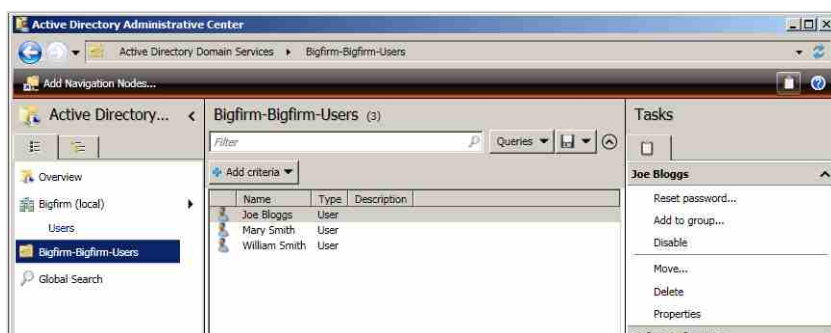 Active Directory Administrative Center
Active Directory Domain Services ▸ Bigfirm-Bigfirm-Users
Add Navigation Nodes...
Active Directory...
Overview
Bigfirm (local)
Users
Bigfirm-Bigfirm-Users
Global Search
Bigfirm-Bigfirm-Users (3)
Filter
Queries
Add criteria
Name Type Description
Joe Bloggs User
Mary Smith User
William Smith User
Tasks
Joe Bloggs
Reset password...
Add to group...
Disable
Move...
Delete
Properties